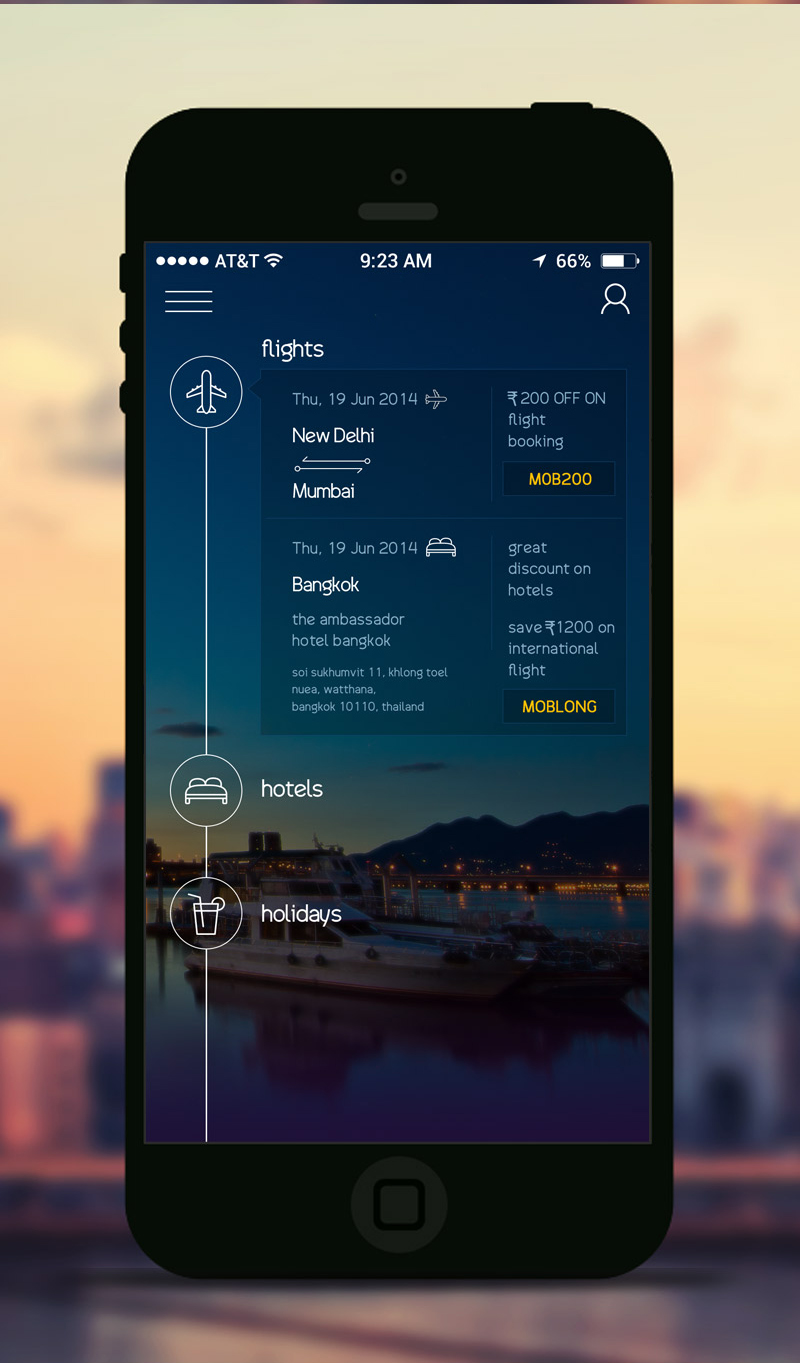 AT&T 9:23 AM 66%
flights
Thu, 19 Jun 2014
New Delhi
Mumbai
₹200 OFF ON
flight
booking
MOB200
Thu, 19 Jun 2014
Bangkok
the ambassador
hotel bangkok
soi sukhumvit 11, khlong toel
nuea, watthana,
bangkok 10110, thailand
great
discount on
hotels
save ₹1200 on
international
flight
MOBLONG
hotels
holidays